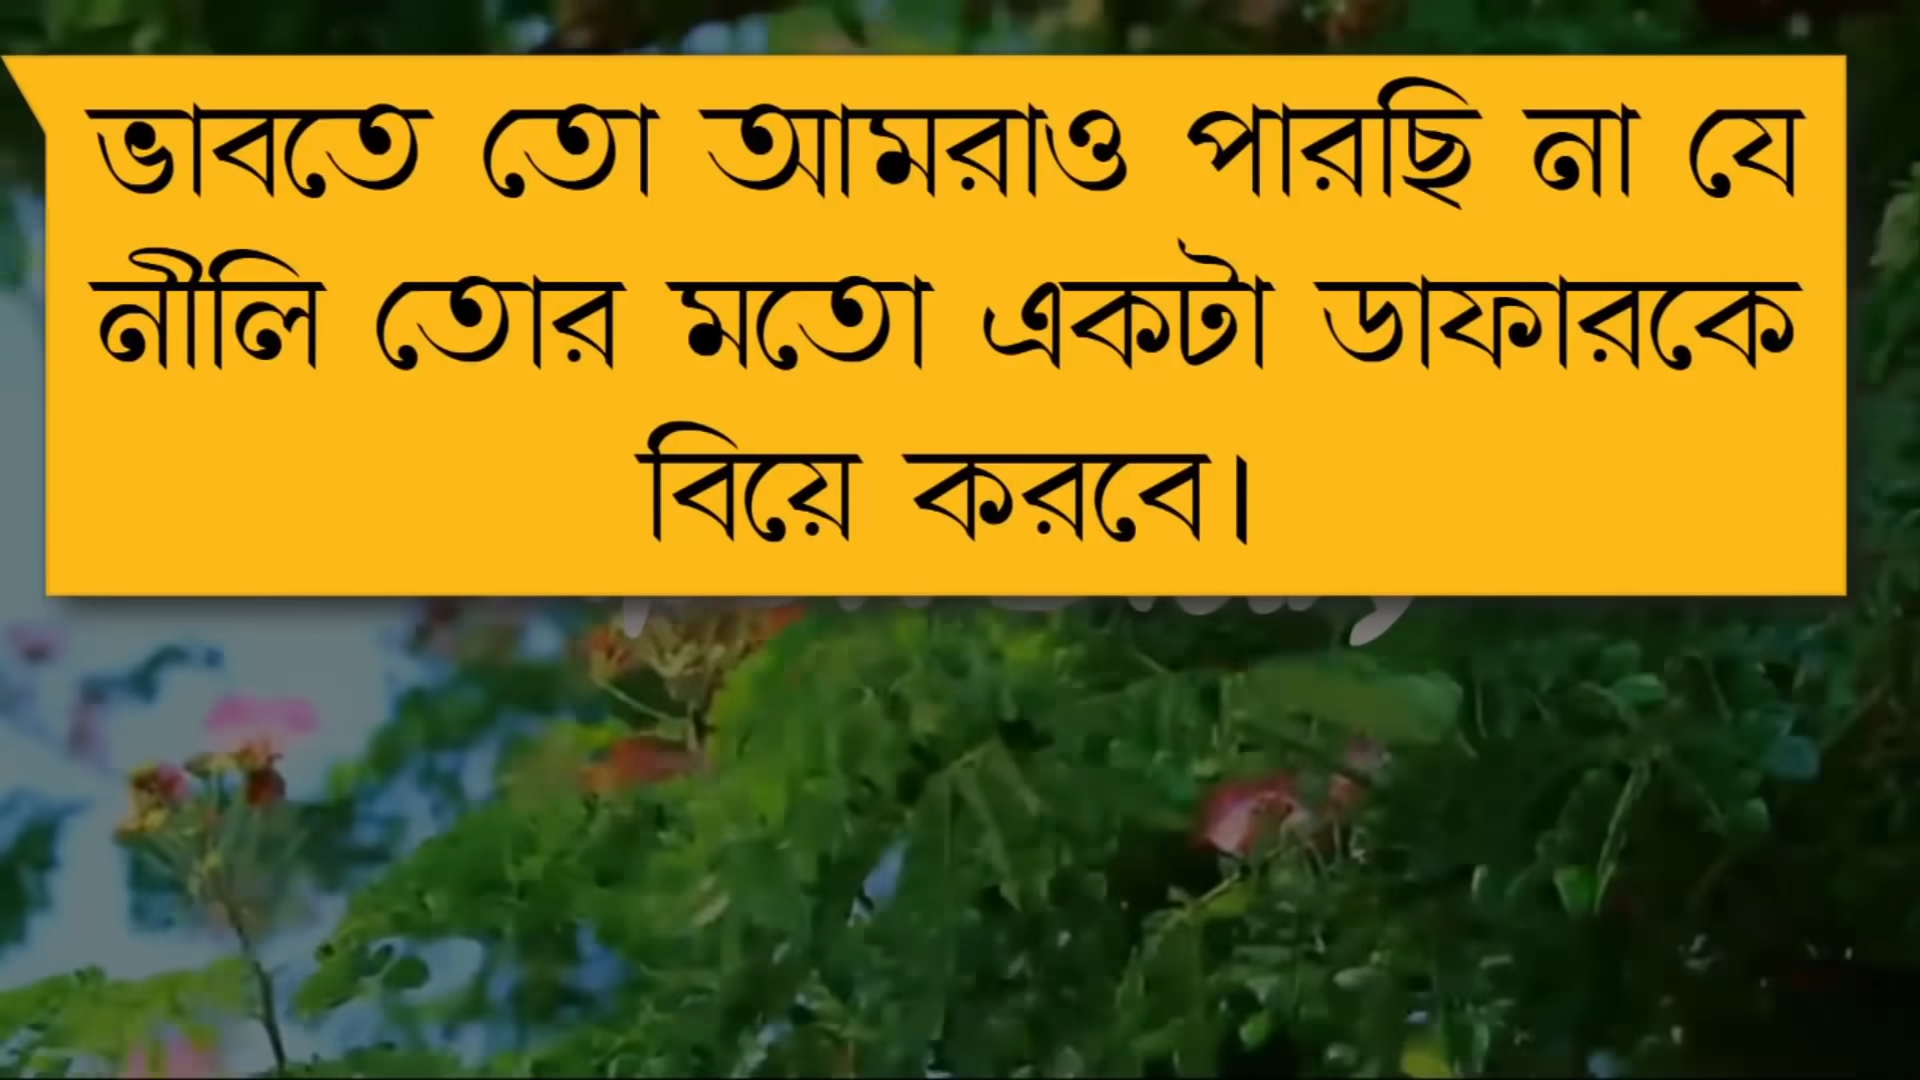 ভাবতে তো আমরাও পারছি না যে
নীলি তোর মতো একটা ডাফারকে
বিয়ে করবে।